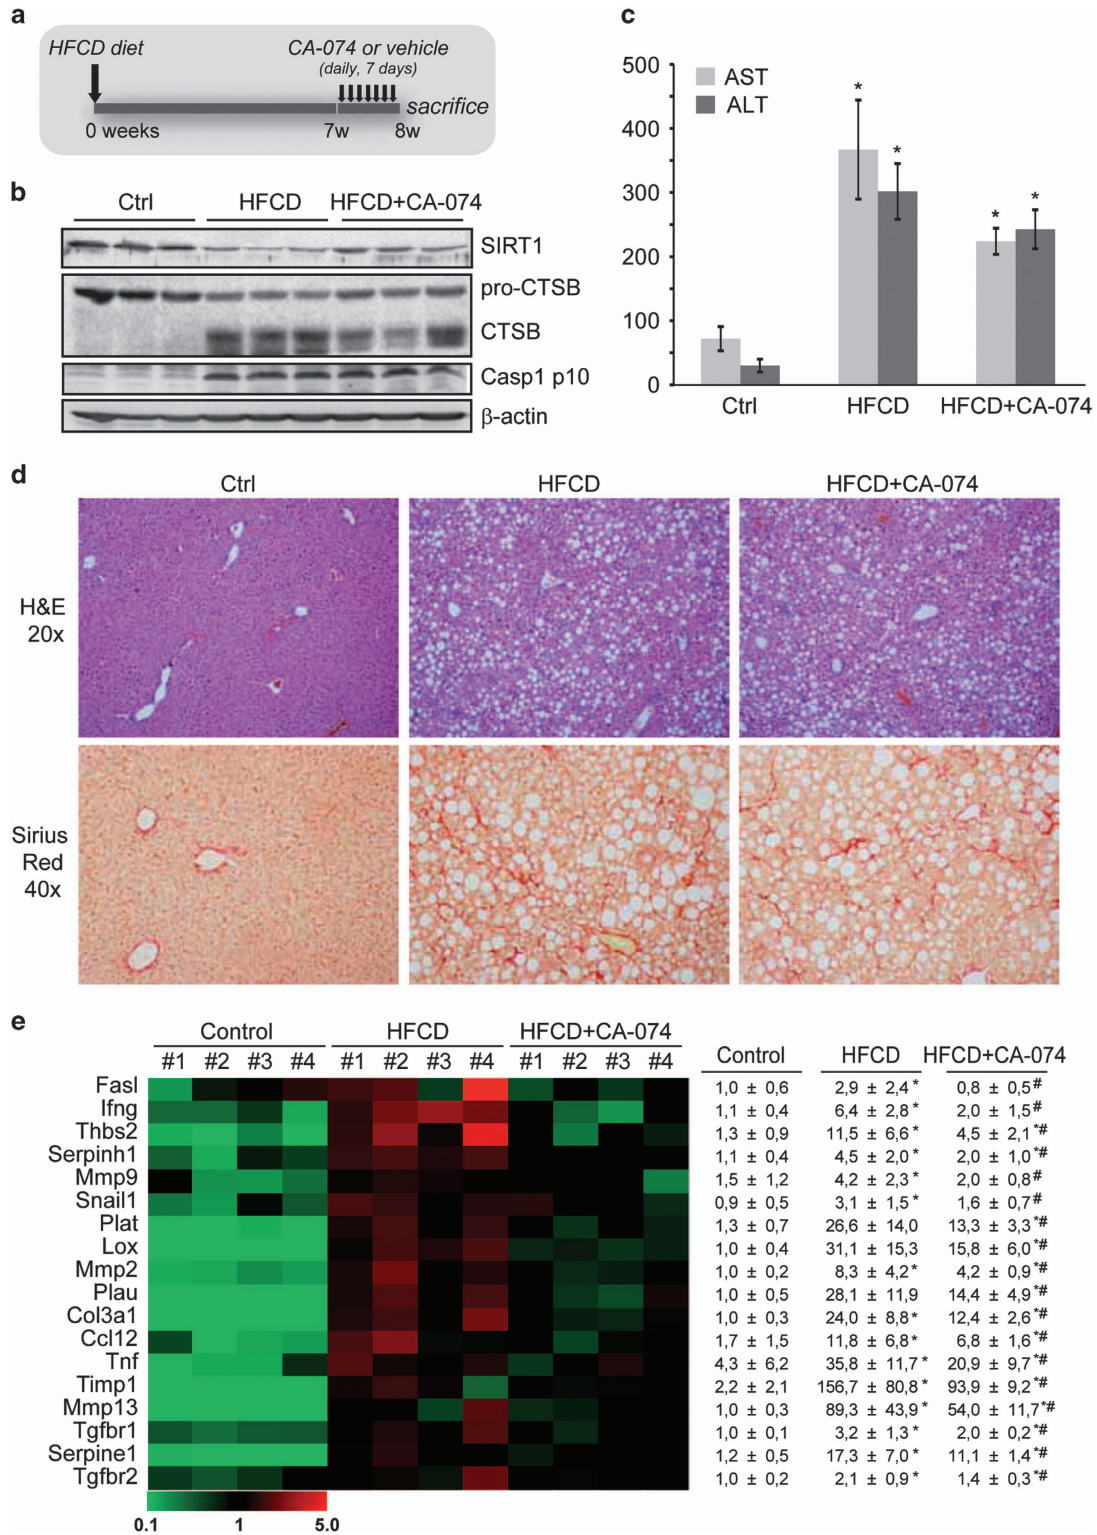 a
HFCD diet
CA-074 or vehicle
(daily, 7 days)
sacrifice
0 weeks
7w
8w
b
Ctrl HFCD HFCD+CA-074
SIRT1
pro-CTSB
CTSB
Casp1 p10
β-actin
c
500
400
300
200
100
0
AST
ALT
*
*
*
*
Ctrl HFCD HFCD+CA-074
d
Ctrl HFCD HFCD+CA-074
H&E
20x
Sirius
Red
40x
e
Control HFCD HFCD+CA-074
#1 #2 #3 #4 #1 #2 #3 #4 #1 #2 #3 #4
Control HFCD HFCD+CA-074
Fasl 1,0 ± 0,6 2,9 ± 2,4 * 0,8 ± 0,5 #
Ifng 1,1 ± 0,4 6,4 ± 2,8 * 2,0 ± 1,5 #
Thbs2 1,3 ± 0,9 11,5 ± 6,6 * 4,5 ± 2,1 *#
Serpinh1 1,1 ± 0,4 4,5 ± 2,0 * 2,0 ± 1,0 *#
Mmp9 1,5 ± 1,2 4,2 ± 2,3 * 2,0 ± 0,8 #
Snail1 0,9 ± 0,5 3,1 ± 1,5 * 1,6 ± 0,7 #
Plat 1,3 ± 0,7 26,6 ± 14,0 13,3 ± 3,3 *#
Lox 1,0 ± 0,4 31,1 ± 15,3 15,8 ± 6,0 *#
Mmp2 1,0 ± 0,2 8,3 ± 4,2 * 4,2 ± 0,9 *#
Plau 1,0 ± 0,5 28,1 ± 11,9 14,4 ± 4,9 *#
Col3a1 1,0 ± 0,3 24,0 ± 8,8 * 12,4 ± 2,6 *#
Ccl12 1,7 ± 1,5 11,8 ± 6,8 * 6,8 ± 1,6 *#
Tnf 4,3 ± 6,2 35,8 ± 11,7 * 20,9 ± 9,7 *#
Timp1 2,2 ± 2,1 156,7 ± 80,8 * 93,9 ± 9,2 *#
Mmp13 1,0 ± 0,3 89,3 ± 43,9 * 54,0 ± 11,7 *#
Tgfbr1 1,0 ± 0,1 3,2 ± 1,3 * 2,0 ± 0,2 *#
Serpine1 1,2 ± 0,5 17,3 ± 7,0 * 11,1 ± 1,4 *#
Tgfbr2 1,0 ± 0,2 2,1 ± 0,9 * 1,4 ± 0,3 *#
0.1 1 5.0